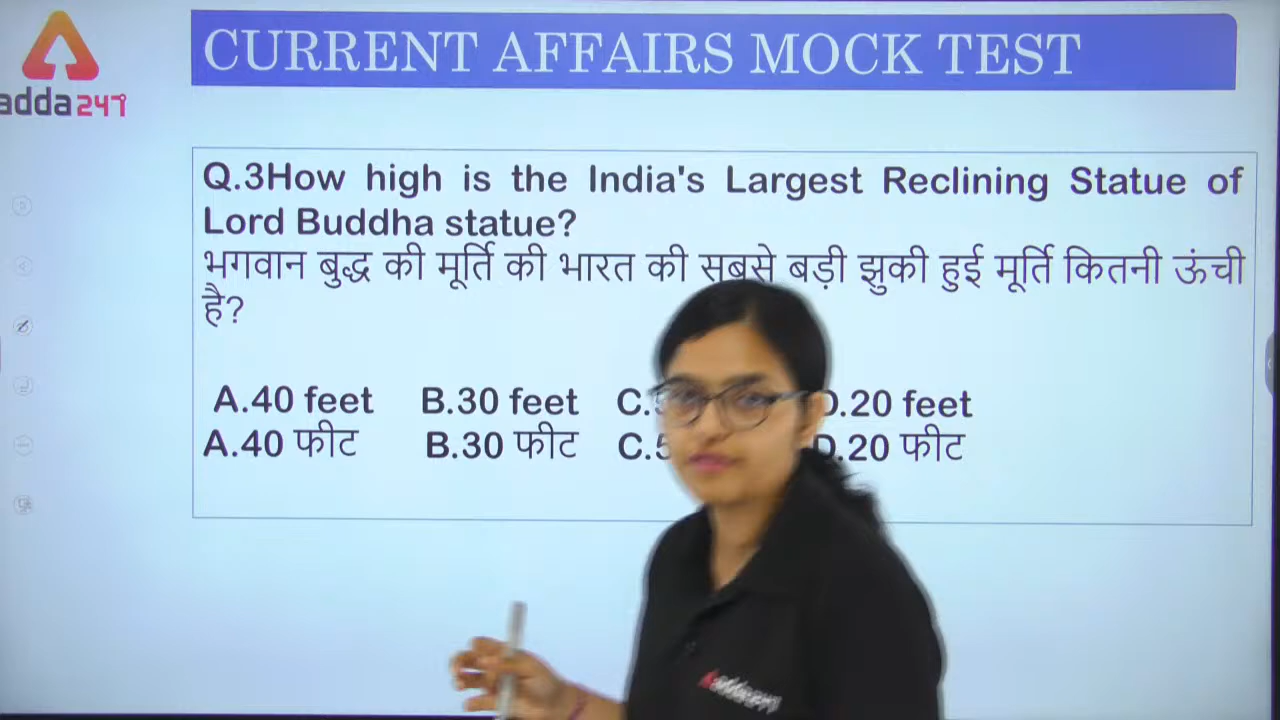 CURRENT AFFAIRS MOCK TEST
adda247
Q.3How high is the India's Largest Reclining Statue of
Lord Buddha statue?
भगवान बुद्ध की मूर्ति की भारत की सबसे बड़ी झुकी हुई मूर्ति कितनी ऊंची
है?
A.40 feet B.30 feet C. D.20 feet
A.40 फीट B.30 फीट C.5 D.20 फीट